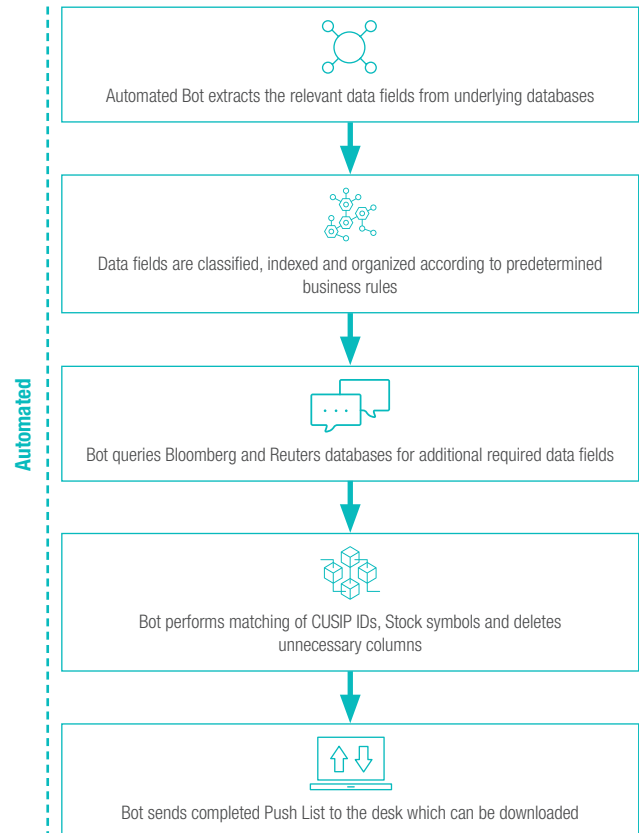 Automated
Automated Bot extracts the relevant data fields from underlying databases
Data fields are classified, indexed and organized according to predetermined
business rules
Bot queries Bloomberg and Reuters databases for additional required data fields
Bot performs matching of CUSIP IDs, Stock symbols and deletes
unnecessary columns
Bot sends completed Push List to the desk which can be downloaded